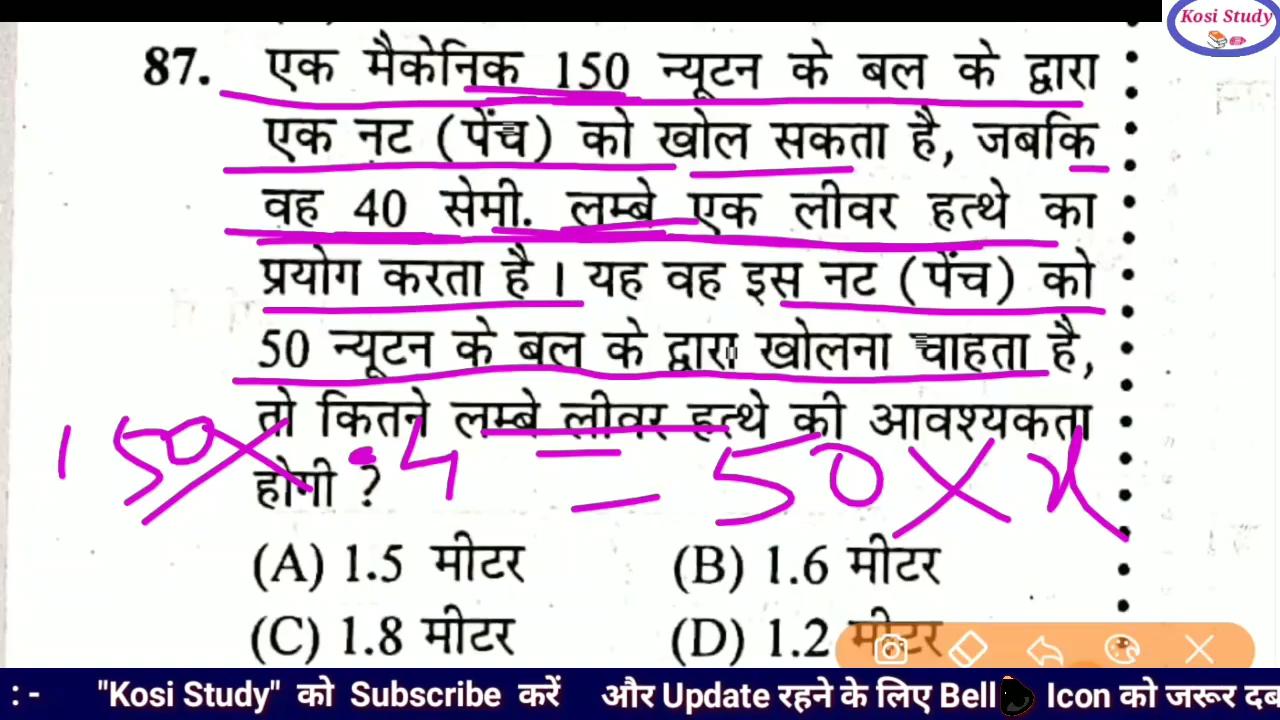 Kosi Study
87. एक मैकेनिक 150 न्यूटन के बल के द्वारा
एक नट (पेंच) को खोल सकता है, जबकि
वह 40 सेमी. लम्बे एक लीवर हत्थे का
प्रयोग करता है । यह वह इस नट (पेंच) को
50 न्यूटन के बल के द्वारा खोलना चाहता है,
तो कितने लम्बे लीवर हत्थे की आवश्यकता
होगी ?
150 × .4 = 50 × x
(A) 1.5 मीटर (B) 1.6 मीटर
(C) 1.8 मीटर (D) 1.2 मीटर
: - "Kosi Study" को Subscribe करें और Update रहने के लिए Bell Icon को जरूर दब